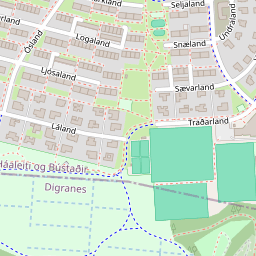 Seljaland
Logaland
Ósland
Snæland
Undraland
Ljósaland
Sævarland
Traðarland
Láland
Háaleiti og Bústaðir
Digranes